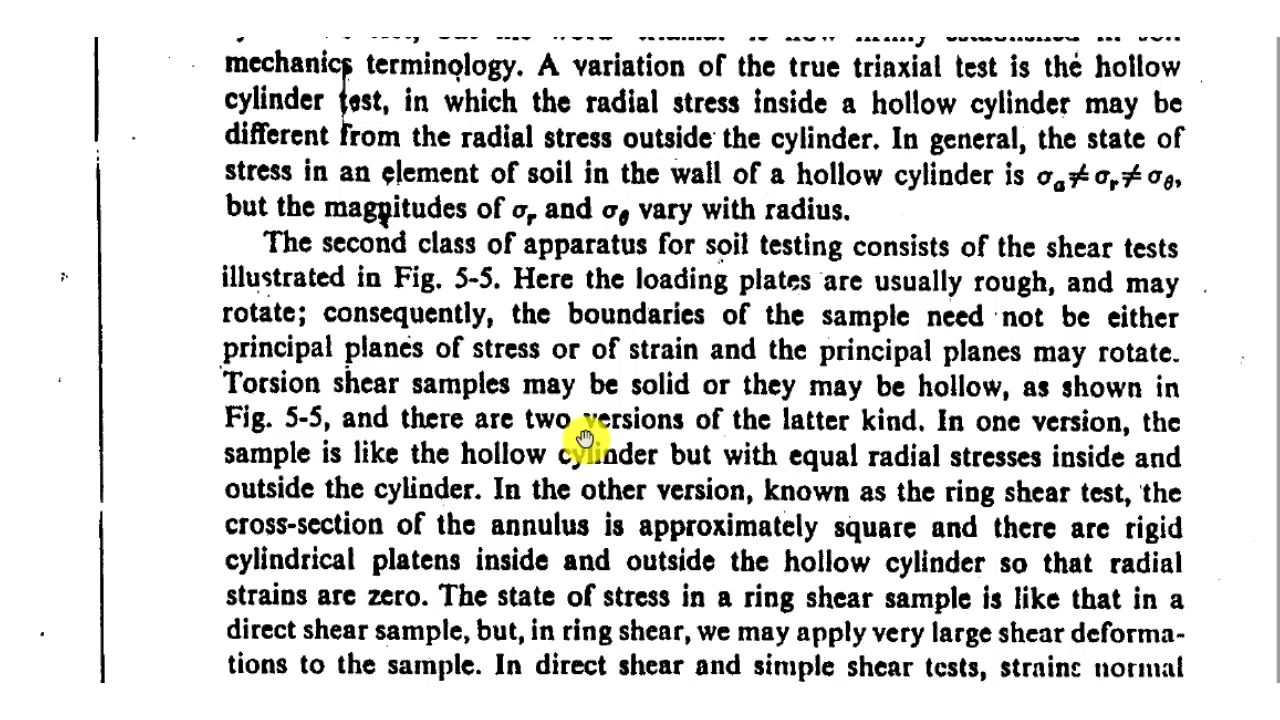 mechanics terminology. A variation of the true triaxial test is the hollow
cylinder test, in which the radial stress inside a hollow cylinder may be
different from the radial stress outside the cylinder. In general, the state of
stress in an element of soil in the wall of a hollow cylinder is σₐ≠σᵣ≠σθ,
but the magnitudes of σᵣ and σθ vary with radius.
The second class of apparatus for soil testing consists of the shear tests
illustrated in Fig. 5-5. Here the loading plates are usually rough, and may
rotate; consequently, the boundaries of the sample need not be either
principal planes of stress or of strain and the principal planes may rotate.
Torsion shear samples may be solid or they may be hollow, as shown in
Fig. 5-5, and there are two versions of the latter kind. In one version, the
sample is like the hollow cylinder but with equal radial stresses inside and
outside the cylinder. In the other version, known as the ring shear test, the
cross-section of the annulus is approximately square and there are rigid
cylindrical platens inside and outside the hollow cylinder so that radial
strains are zero. The state of stress in a ring shear sample is like that in a
direct shear sample, but, in ring shear, we may apply very large shear deforma-
tions to the sample. In direct shear and simple shear tests, strains normal